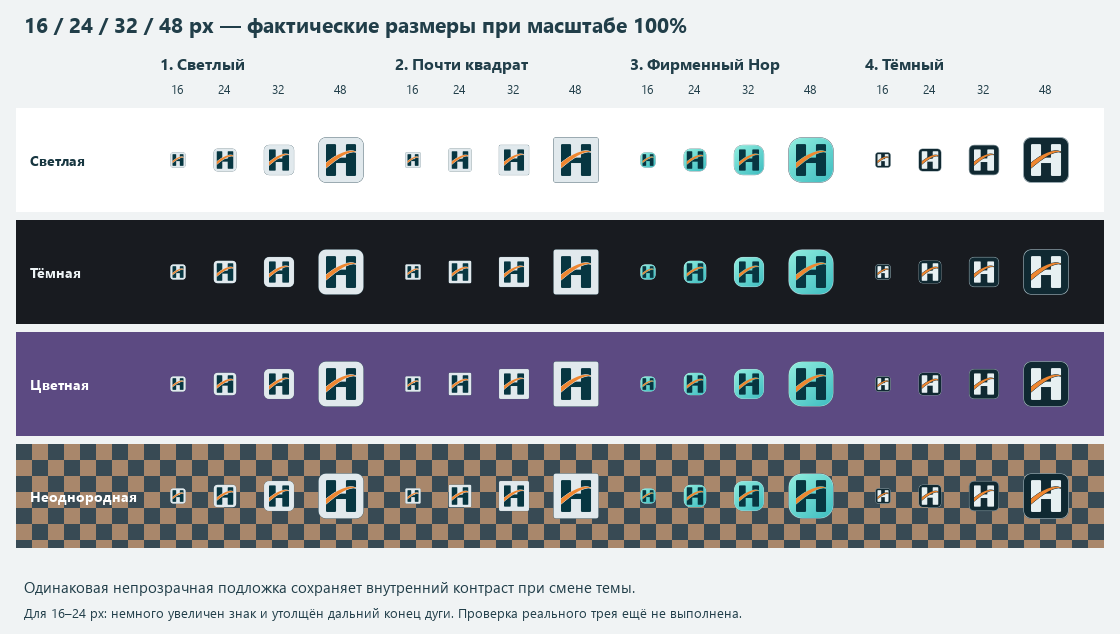 16 / 24 / 32 / 48 px — фактические размеры при масштабе 100%
1. Светлый 2. Почти квадрат 3. Фирменный Hop 4. Тёмный
16 24 32 48 16 24 32 48 16 24 32 48 16 24 32 48
Светлая
Тёмная
Цветная
Неоднородная
Одинаковая непрозрачная подложка сохраняет внутренний контраст при смене темы.
Для 16–24 px: немного увеличен знак и утолщён дальний конец дуги. Проверка реального трея ещё не выполнена.